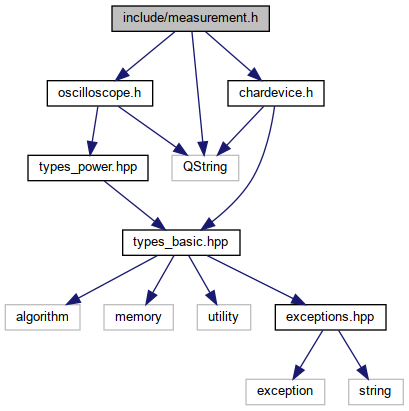 include/measurement.h
oscilloscope.h
chardevice.h
types_power.hpp
QString
types_basic.hpp
algorithm
memory
utility
exceptions.hpp
exception
string